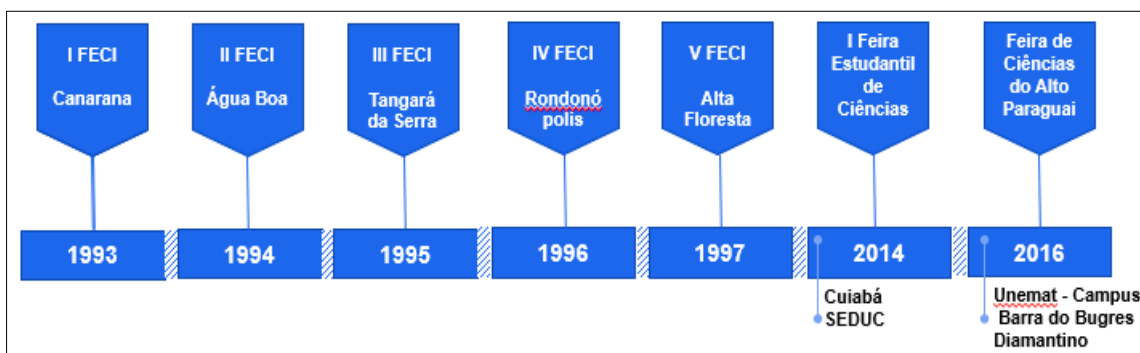 I FECI
Canarana
II FECI
Água Boa
III FECI
Tangará
da Serra
IV FECI
Rondonó
polis
V FECI
Alta
Floresta
I Feira
Estudantil
de
Ciências
Feira de
Ciências
do Alto
Paraguai
1993
1994
1995
1996
1997
2014
2016
Cuiabá
SEDUC
Unemat - Campus
Barra do Bugres
Diamantino